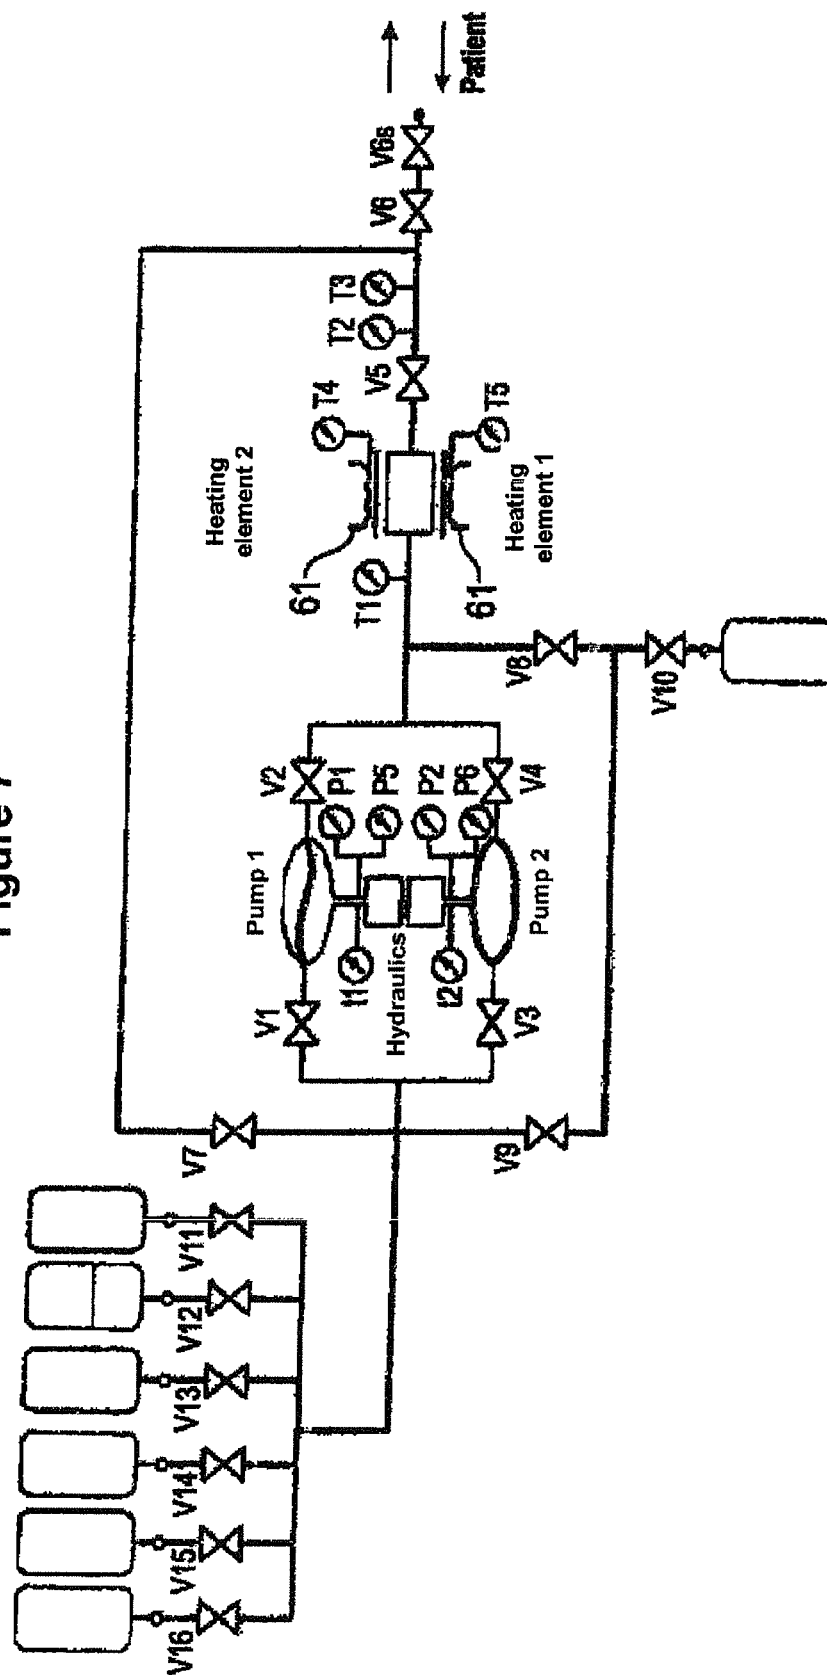 Figure 7
Patient
V6s
V6
T3
T2
V5
T4
T5
Heating
element 2
Heating
element 1
61
61
T1
V8
V10
V2
P1
P5
P2
P6
V4
Pump 1
Pump 2
Hydraulics
t1
t2
V1
V3
V7
V9
V11
V12
V13
V14
V15
V16